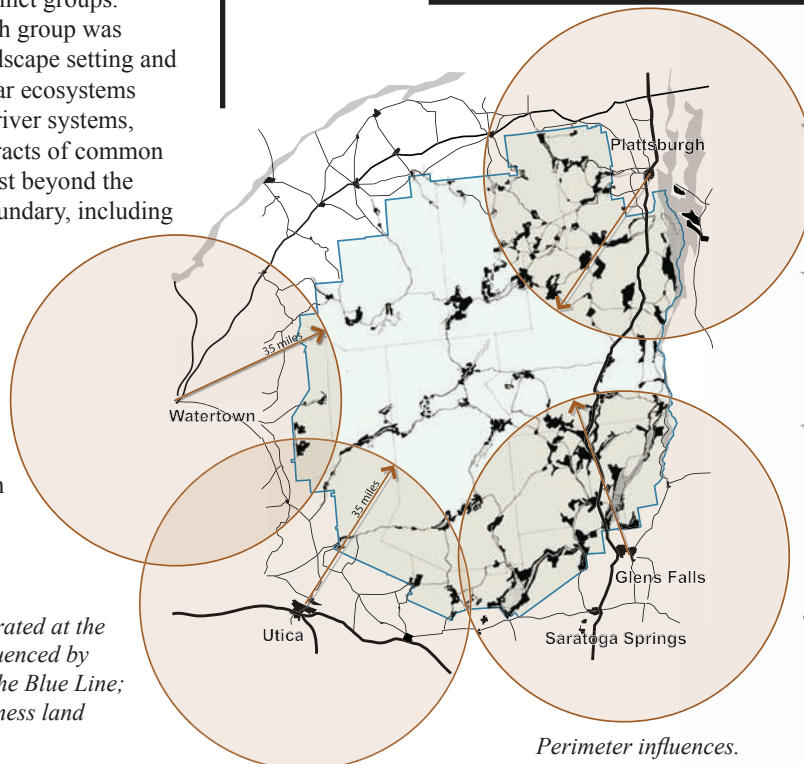 h group was
dscape setting and
ar ecosystems
river systems,
racts of common
st beyond the
undary, including
Plattsburgh
35 miles
Watertown
35 miles
Glens Falls
Utica
Saratoga Springs
rated at the
uenced by
he Blue Line;
ness land
Perimeter influences.